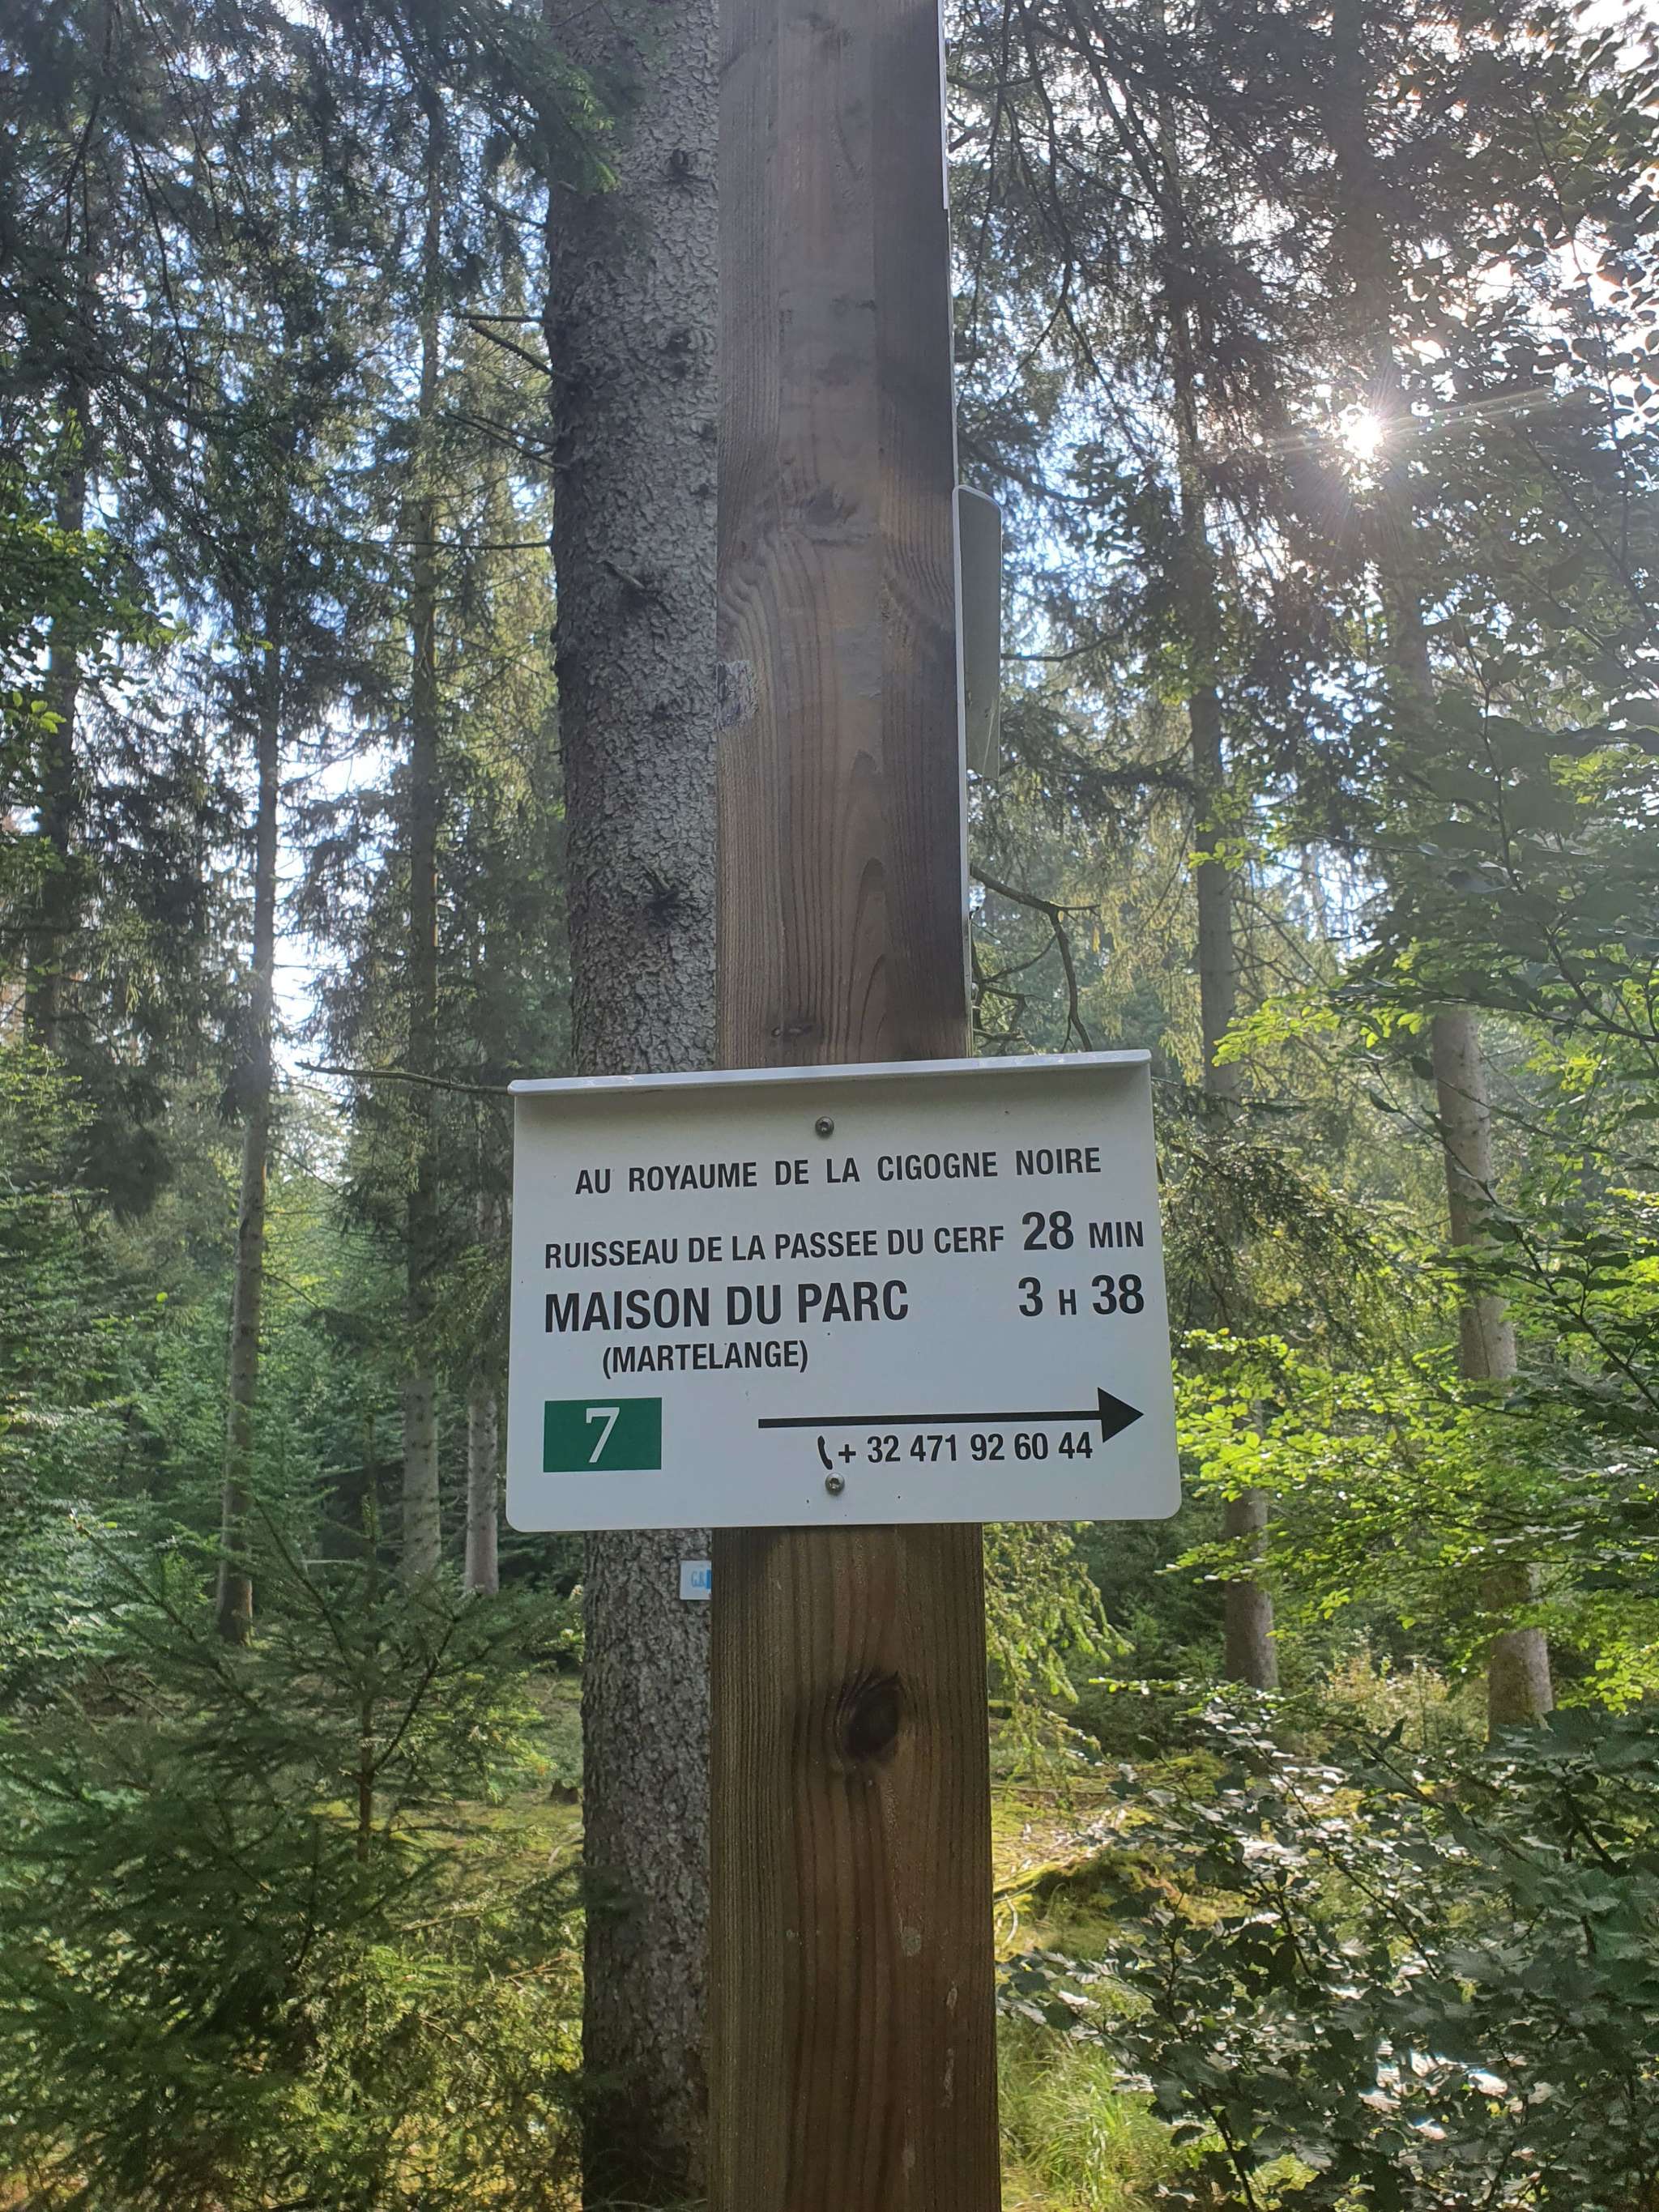 AU ROYAUME DE LA CIGOGNE NOIRE
RUISSEAU DE LA PASSEE DU CERF 28 MIN
MAISON DU PARC 3 H 38
(MARTELANGE)
7
+ 32 471 92 60 44